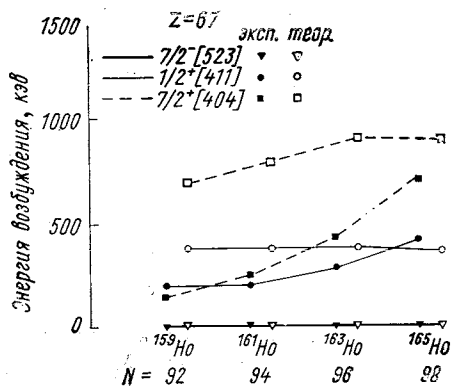 1500
Z=67
эксп. теор.
7/2⁻[523]
1/2⁺[411]
7/2⁺[404]
Энергия возбуждения, кэв
1000
500
0
¹⁵⁹Ho ¹⁶¹Ho ¹⁶³Ho ¹⁶⁵Ho
N = 92 94 96 98